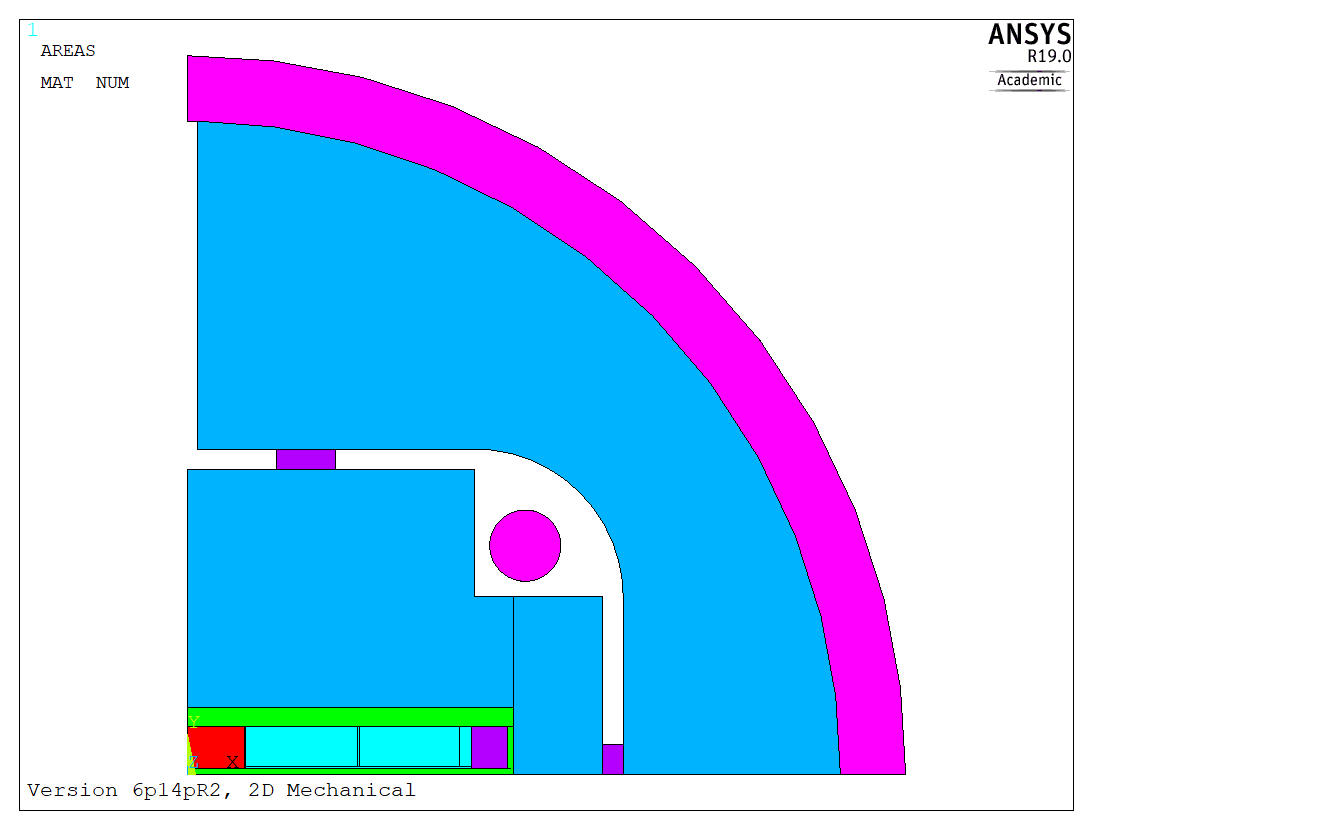 1
AREAS
MAT NUM
ANSYS
R19.0
Academic
Y
Z X
Version 6p14pR2, 2D Mechanical